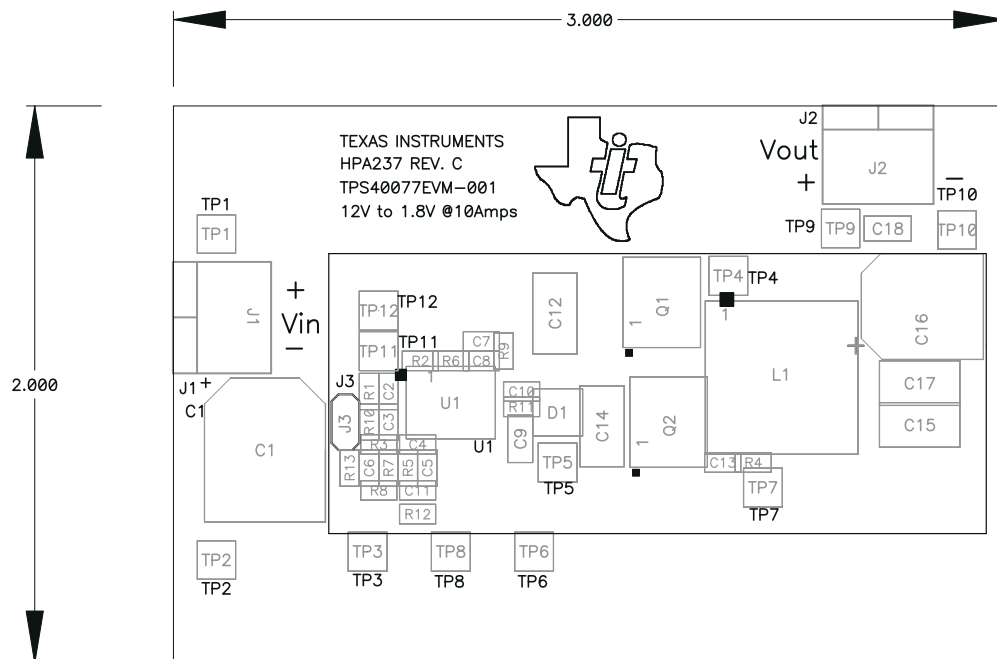 3.000
2.000
TEXAS INSTRUMENTS
HPA237 REV. C
TPS40077EVM-001
12V to 1.8V @10Amps
J2
Vout
+
J2
-
TP10
TP1
TP1
TP9
TP9
C18
TP10
J1
+
Vin
-
J1
+
C1
C1
TP12
TP12
TP11
TP11
C7
R9
R2
R6
C8
C12
Q1
1
TP4
TP4
1
L1
+
C16
C17
C15
J3
J3
R1
C2
R10
C3
1
U1
U1
C10
R11
D1
C9
C14
Q2
1
R3
C4
R13
C6
R7
R5
C5
R8
C11
R12
TP5
TP5
C13
R4
TP7
TP7
TP2
TP2
TP3
TP3
TP8
TP8
TP6
TP6